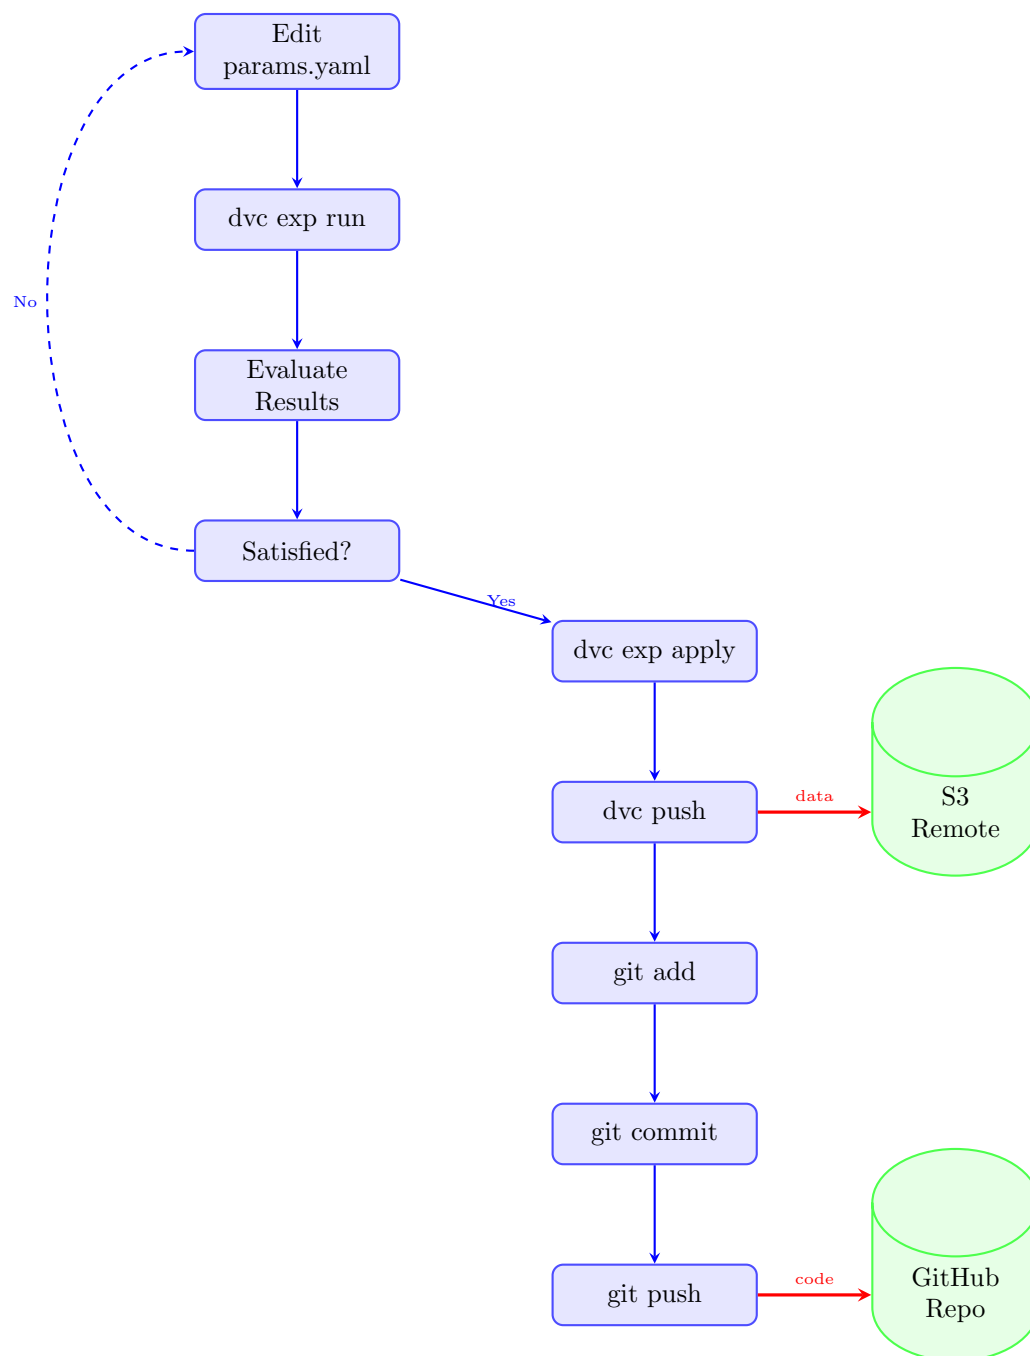 Edit
params.yaml
dvc exp run
No
Evaluate
Results
Satisfied?
Yes
dvc exp apply
dvc push
data
S3
Remote
git add
git commit
git push
code
GitHub
Repo